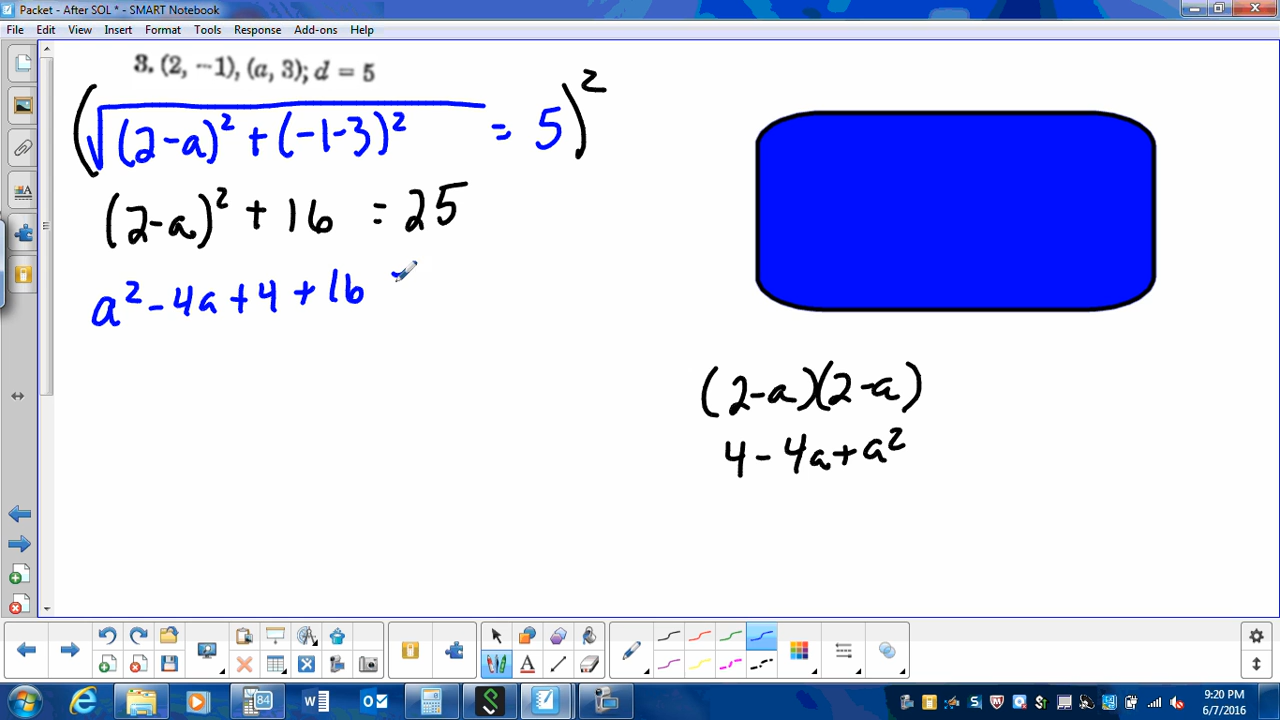 Packet - After SOL * - SMART Notebook
File Edit View Insert Format Tools Response Add-ons Help
3. (2, -1), (a, 3); d = 5
(√(2-a)² + (-1-3)² = 5)²
(2-a)² + 16 = 25
a² - 4a + 4 + 16
(2-a)(2-a)
4 - 4a + a²
84
9:20 PM
6/7/2016